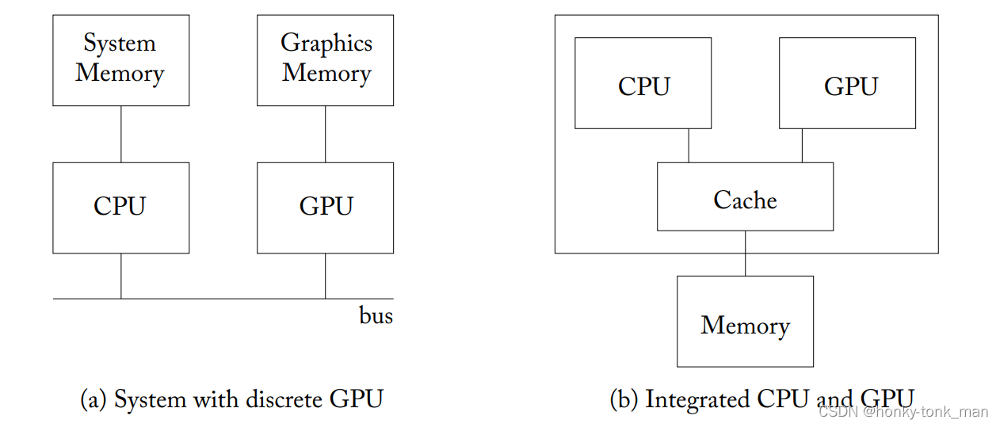 System
Memory
Graphics
Memory
CPU
GPU
bus
(a) System with discrete GPU
CPU
GPU
Cache
Memory
(b) Integrated CPU and GPU
CSDN @honky-tonk_man